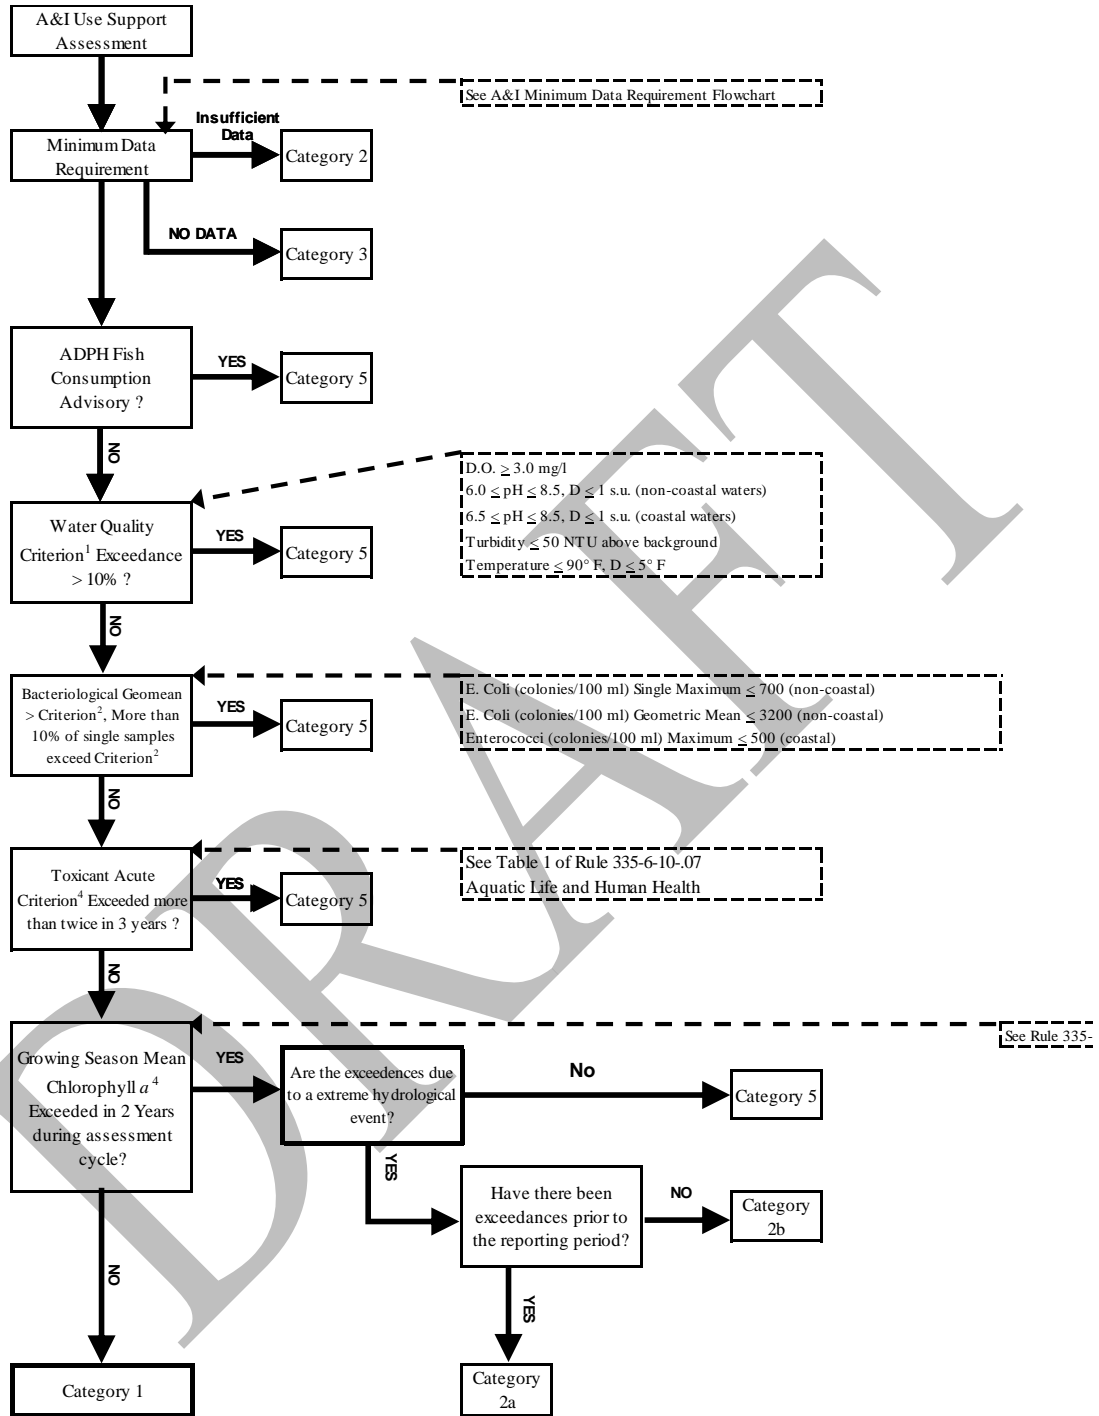 A&I Use Support
Assessment
See A&I Minimum Data Requirement Flowchart
Insufficient
Data
Minimum Data
Requirement
Category 2
NO DATA
Category 3
ADPH Fish
Consumption
Advisory ?
YES
Category 5
NO
D.O. ≥ 3.0 mg/l
6.0 ≤ pH ≤ 8.5, D ≤ 1 s.u. (non-coastal waters)
6.5 ≤ pH ≤ 8.5, D ≤ 1 s.u. (coastal waters)
Turbidity ≤ 50 NTU above background
Temperature ≤ 90° F, D ≤ 5° F
Water Quality
Criterion¹ Exceedance
> 10% ?
YES
Category 5
NO
Bacteriological Geomean
> Criterion², More than
10% of single samples
exceed Criterion²
YES
Category 5
E. Coli (colonies/100 ml) Single Maximum ≤ 700 (non-coastal)
E. Coli (colonies/100 ml) Geometric Mean ≤ 3200 (non-coastal)
Enterococci (colonies/100 ml) Maximum ≤ 500 (coastal)
NO
Toxicant Acute
Criterion⁴ Exceeded more
than twice in 3 years ?
YES
Category 5
See Table 1 of Rule 335-6-10-.07
Aquatic Life and Human Health
NO
See Rule 335-
Growing Season Mean
Chlorophyll a ⁴
Exceeded in 2 Years
during assessment
cycle?
YES
Are the exceedences due
to a extreme hydrological
event?
No
Category 5
YES
Have there been
exceedances prior to
the reporting period?
NO
Category
2b
NO
YES
Category 1
Category
2a
DRAFT